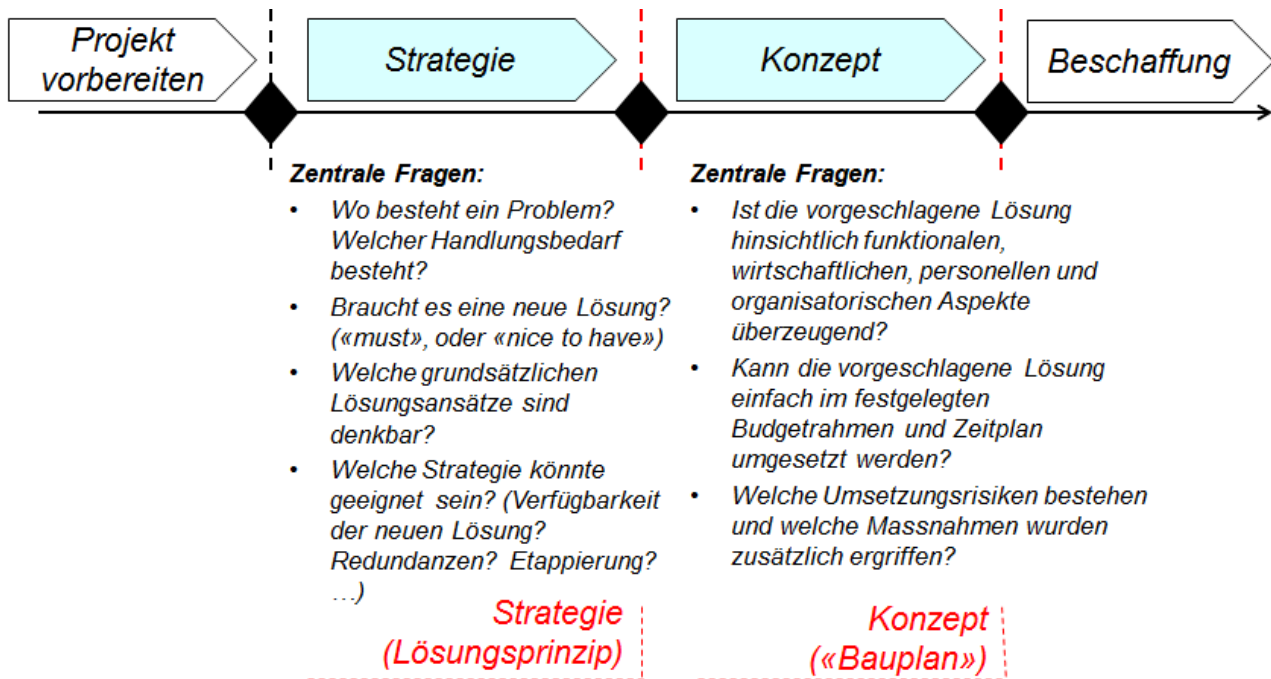 Projekt
vorbereiten
Strategie
Konzept
Beschaffung
Zentrale Fragen:
• Wo besteht ein Problem?
Welcher Handlungsbedarf
besteht?
• Braucht es eine neue Lösung?
(«must», oder «nice to have»)
• Welche grundsätzlichen
Lösungsansätze sind
denkbar?
• Welche Strategie könnte
geeignet sein? (Verfügbarkeit
der neuen Lösung?
Redundanzen? Etappierung?
…)
Strategie
(Lösungsprinzip)
Zentrale Fragen:
• Ist die vorgeschlagene Lösung
hinsichtlich funktionalen,
wirtschaftlichen, personellen und
organisatorischen Aspekte
überzeugend?
• Kann die vorgeschlagene Lösung
einfach im festgelegten
Budgetrahmen und Zeitplan
umgesetzt werden?
• Welche Umsetzungsrisiken bestehen
und welche Massnahmen wurden
zusätzlich ergriffen?
Konzept
(«Bauplan»)